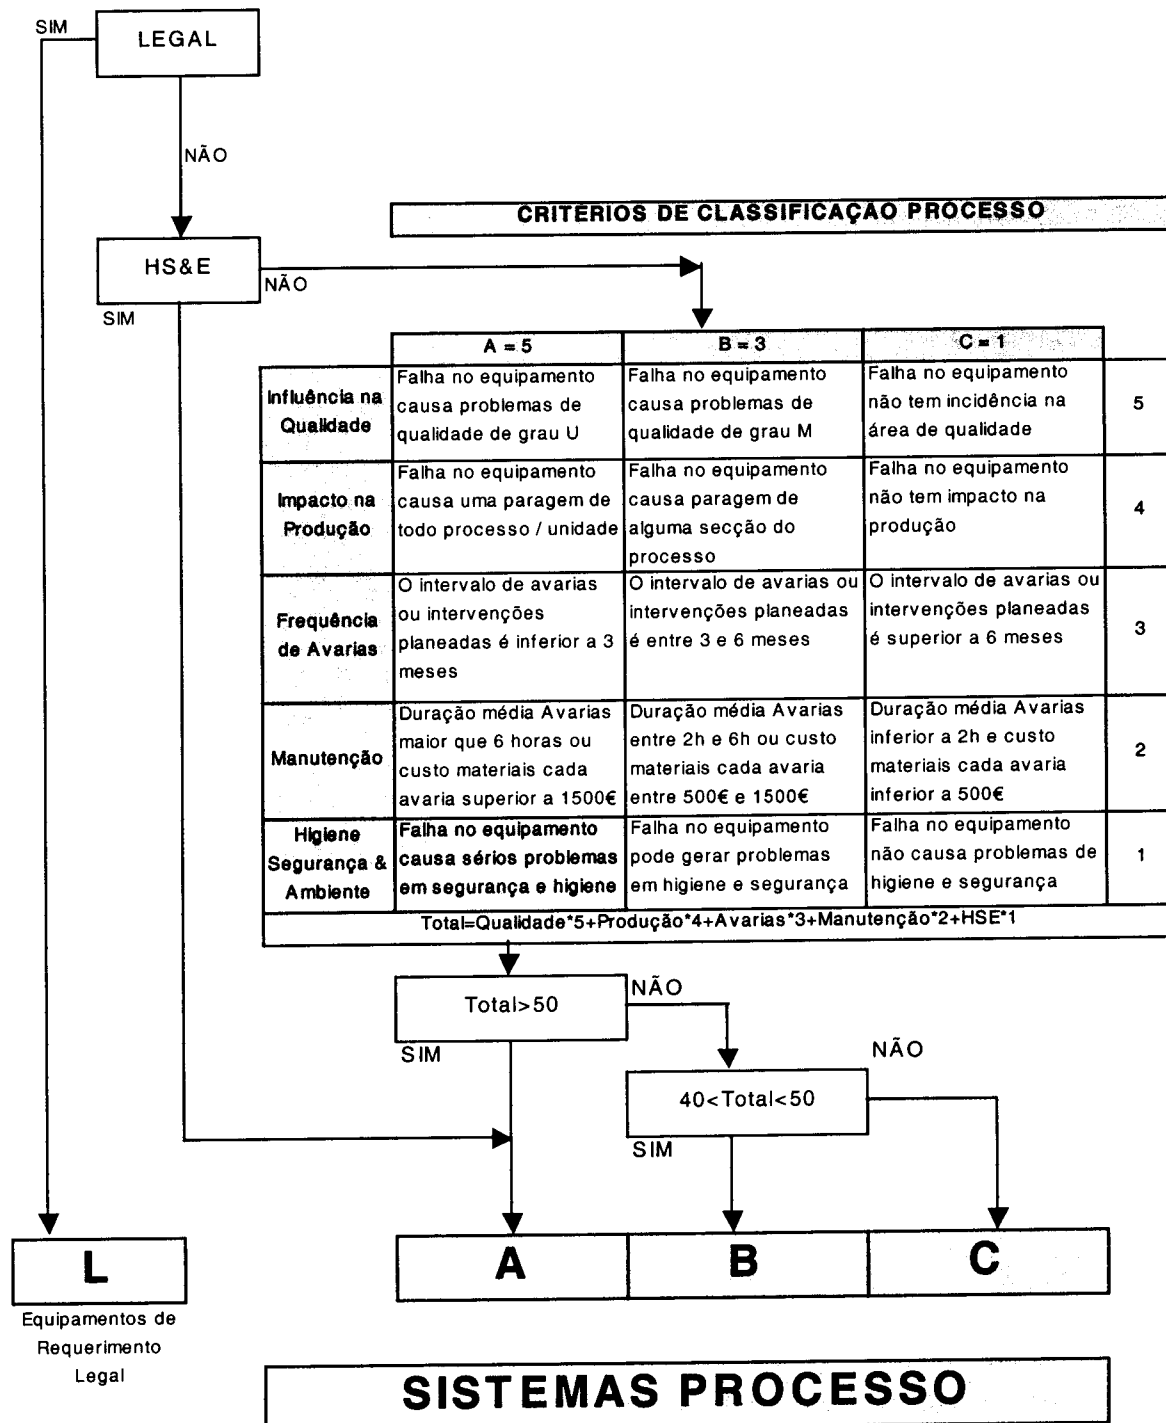 SIM
LEGAL
NÃO
CRITÉRIOS DE CLASSIFICAÇAO PROCESSO
HS&E
NÃO
SIM
A = 5
B = 3
C = 1
Influência na
Qualidade
Falha no equipamento
causa problemas de
qualidade de grau U
Falha no equipamento
causa problemas de
qualidade de grau M
Falha no equipamento
não tem incidência na
área de qualidade
5
Impacto na
Produção
Falha no equipamento
causa uma paragem de
todo processo / unidade
Falha no equipamento
causa paragem de
alguma secção do
processo
Falha no equipamento
não tem impacto na
produção
4
Frequência
de Avarias
O intervalo de avarias
ou intervenções
planeadas é inferior a 3
meses
O intervalo de avarias ou
intervenções planeadas
é entre 3 e 6 meses
O intervalo de avarias ou
intervenções planeadas
é superior a 6 meses
3
Manutenção
Duração média Avarias
maior que 6 horas ou
custo materiais cada
avaria superior a 1500€
Duração média Avarias
entre 2h e 6h ou custo
materiais cada avaria
entre 500€ e 1500€
Duração média Avarias
inferior a 2h e custo
materiais cada avaria
inferior a 500€
2
Higiene
Segurança &
Ambiente
Falha no equipamento
causa sérios problemas
em segurança e higiene
Falha no equipamento
pode gerar problemas
em higiene e segurança
Falha no equipamento
não causa problemas de
higiene e segurança
1
Total=Qualidade*5+Produção*4+Avarias*3+Manutenção*2+HSE*1
Total>50
NÃO
SIM
NÃO
40<Total<50
SIM
L
A
B
C
Equipamentos de
Requerimento
Legal
SISTEMAS PROCESSO